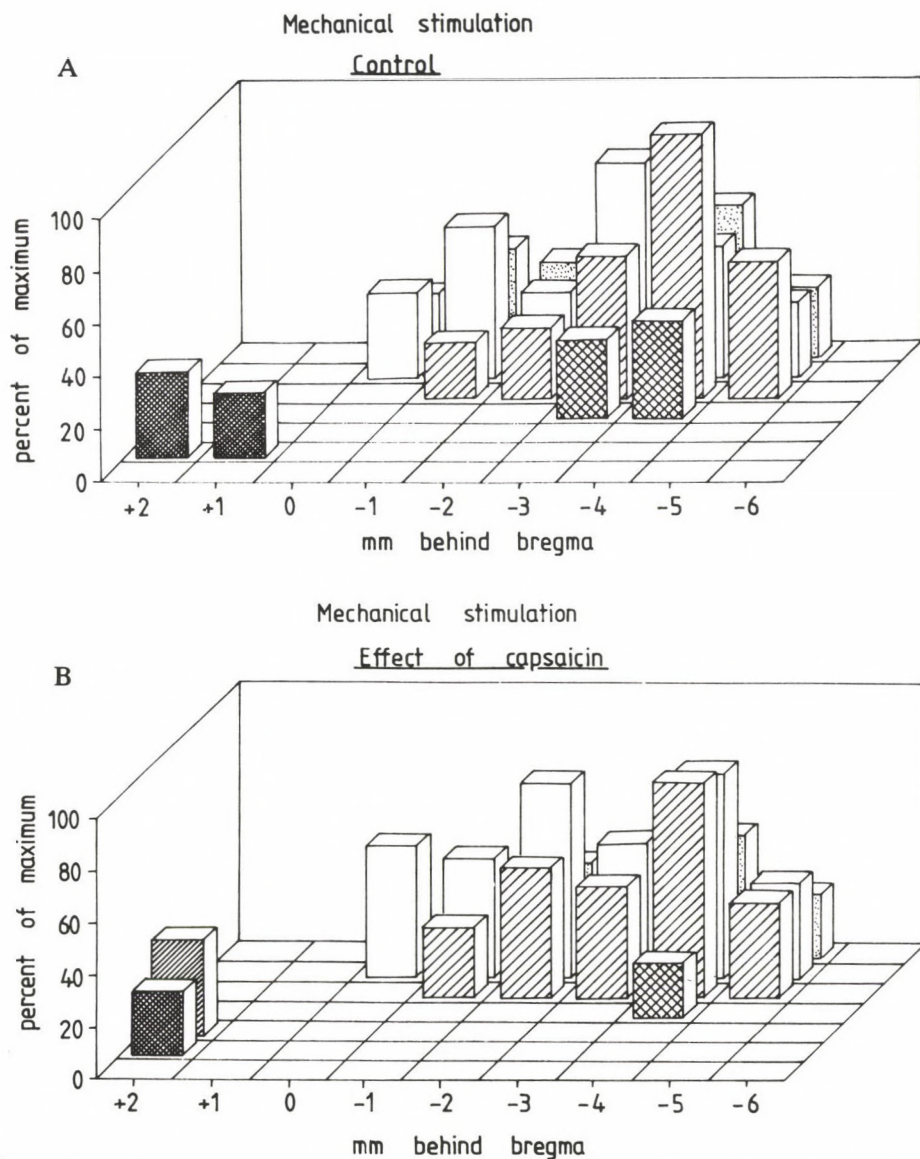 Mechanical stimulation
A
Control
percent of maximum
100
80
60
40
20
0
+2 +1 0 -1 -2 -3 -4 -5 -6
mm behind bregma
Mechanical stimulation
Effect of capsaicin
B
percent of maximum
100
80
60
40
20
0
+2 +1 0 -1 -2 -3 -4 -5 -6
mm behind bregma